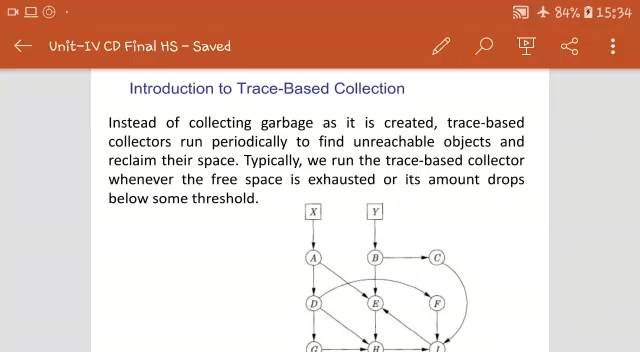 84% 15:34
Unit-IV CD Final HS - Saved
Introduction to Trace-Based Collection
Instead of collecting garbage as it is created, trace-based
collectors run periodically to find unreachable objects and
reclaim their space. Typically, we run the trace-based collector
whenever the free space is exhausted or its amount drops
below some threshold.
X Y
A B C
D E F
G H I